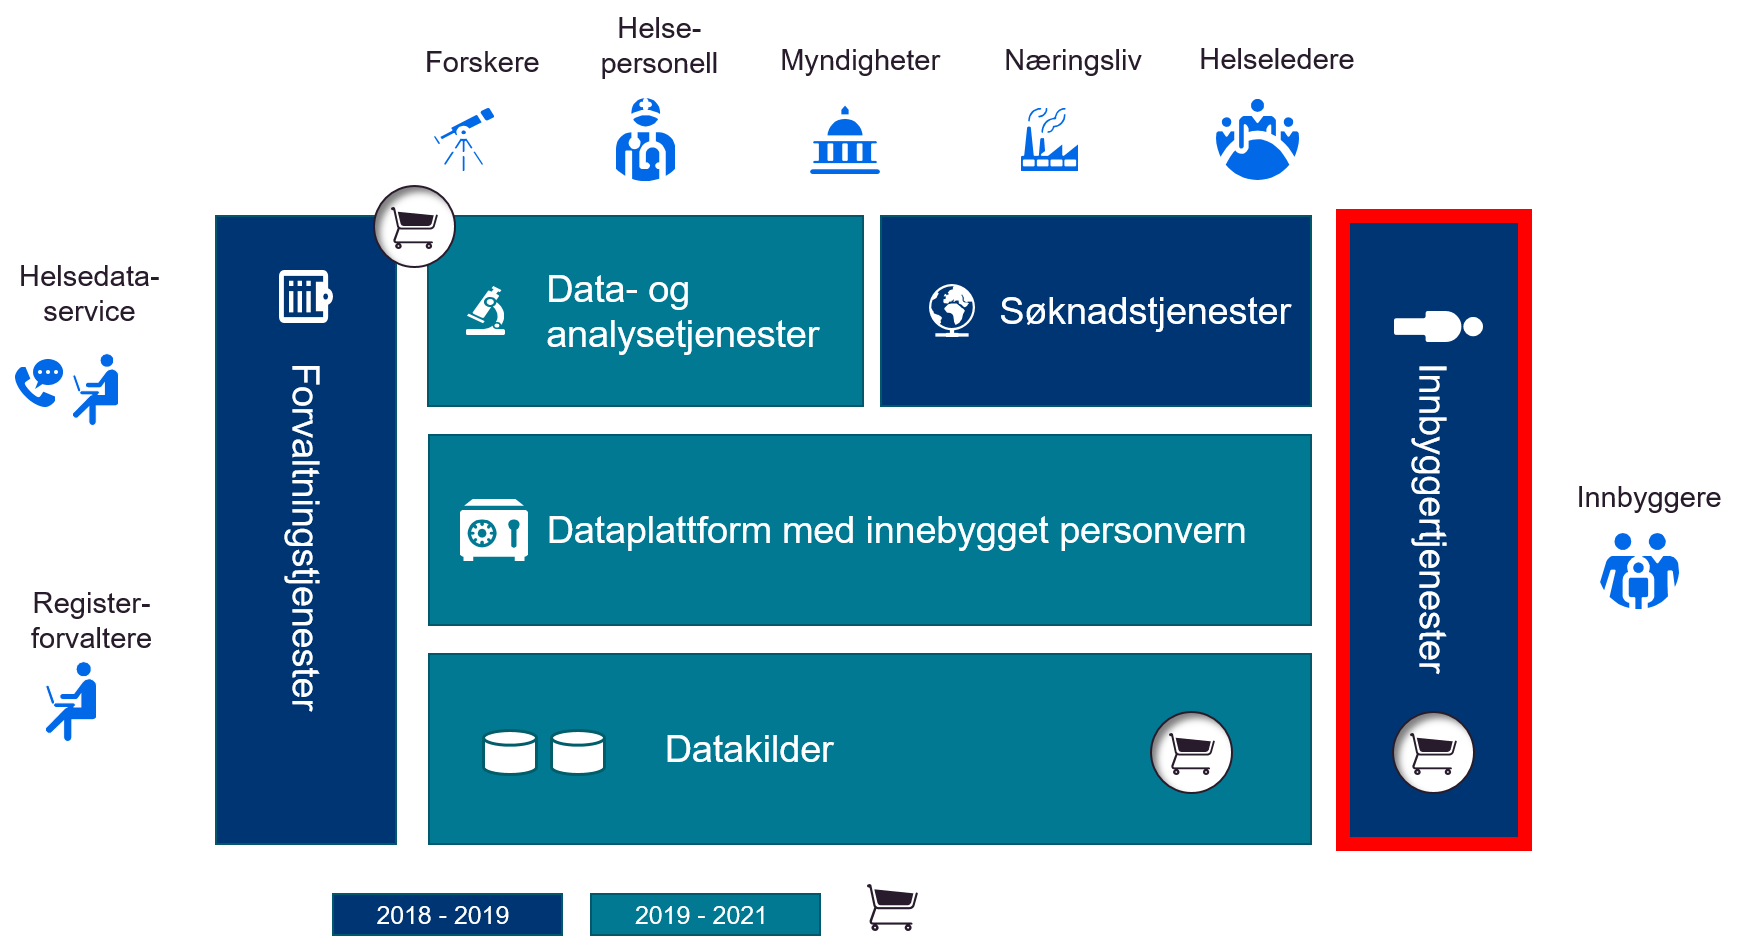 Forskere
Helse-
personell
Myndigheter
Næringsliv
Helseledere
Helsedata-
service
Register-
forvaltere
Forvaltningstjenester
Data- og
analysetjenester
Søknadstjenester
Dataplattform med innebygget personvern
Datakilder
Innbyggertjenester
Innbyggere
2018 - 2019
2019 - 2021